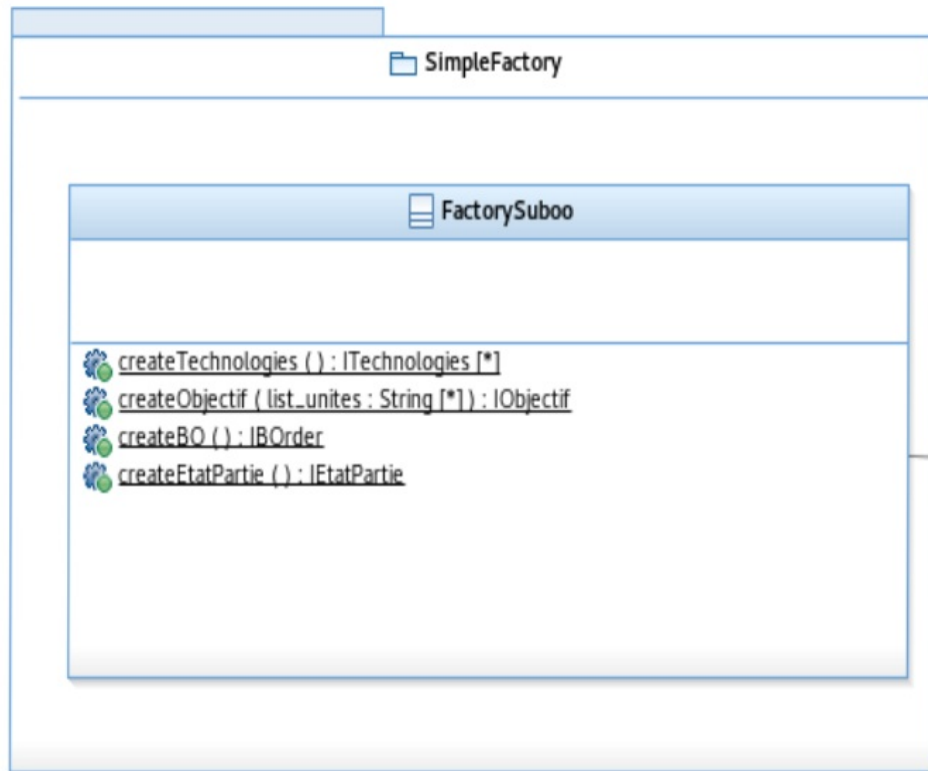 SimpleFactory
FactorySuboo
createTechnologies ( ) : ITechnologies [*]
createObjectif ( list_unites : String [*] ) : IObjectif
createBO ( ) : IBOrder
createEtatPartie ( ) : IEtatPartie